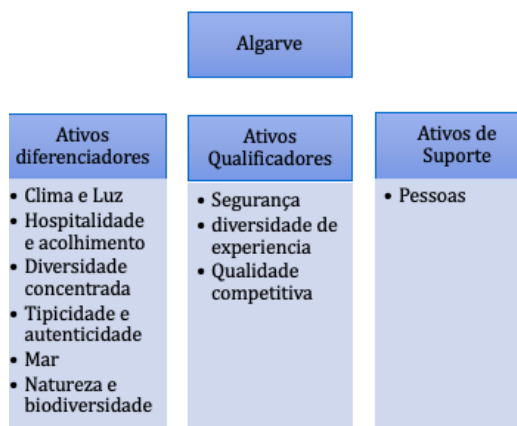 Algarve
Ativos
diferenciadores
• Clima e Luz
• Hospitalidade
e acolhimento
• Diversidade
concentrada
• Tipicidade e
autenticidade
• Mar
• Natureza e
biodiversidade
Ativos
Qualificadores
• Segurança
• diversidade de
experiencia
• Qualidade
competitiva
Ativos de
Suporte
• Pessoas